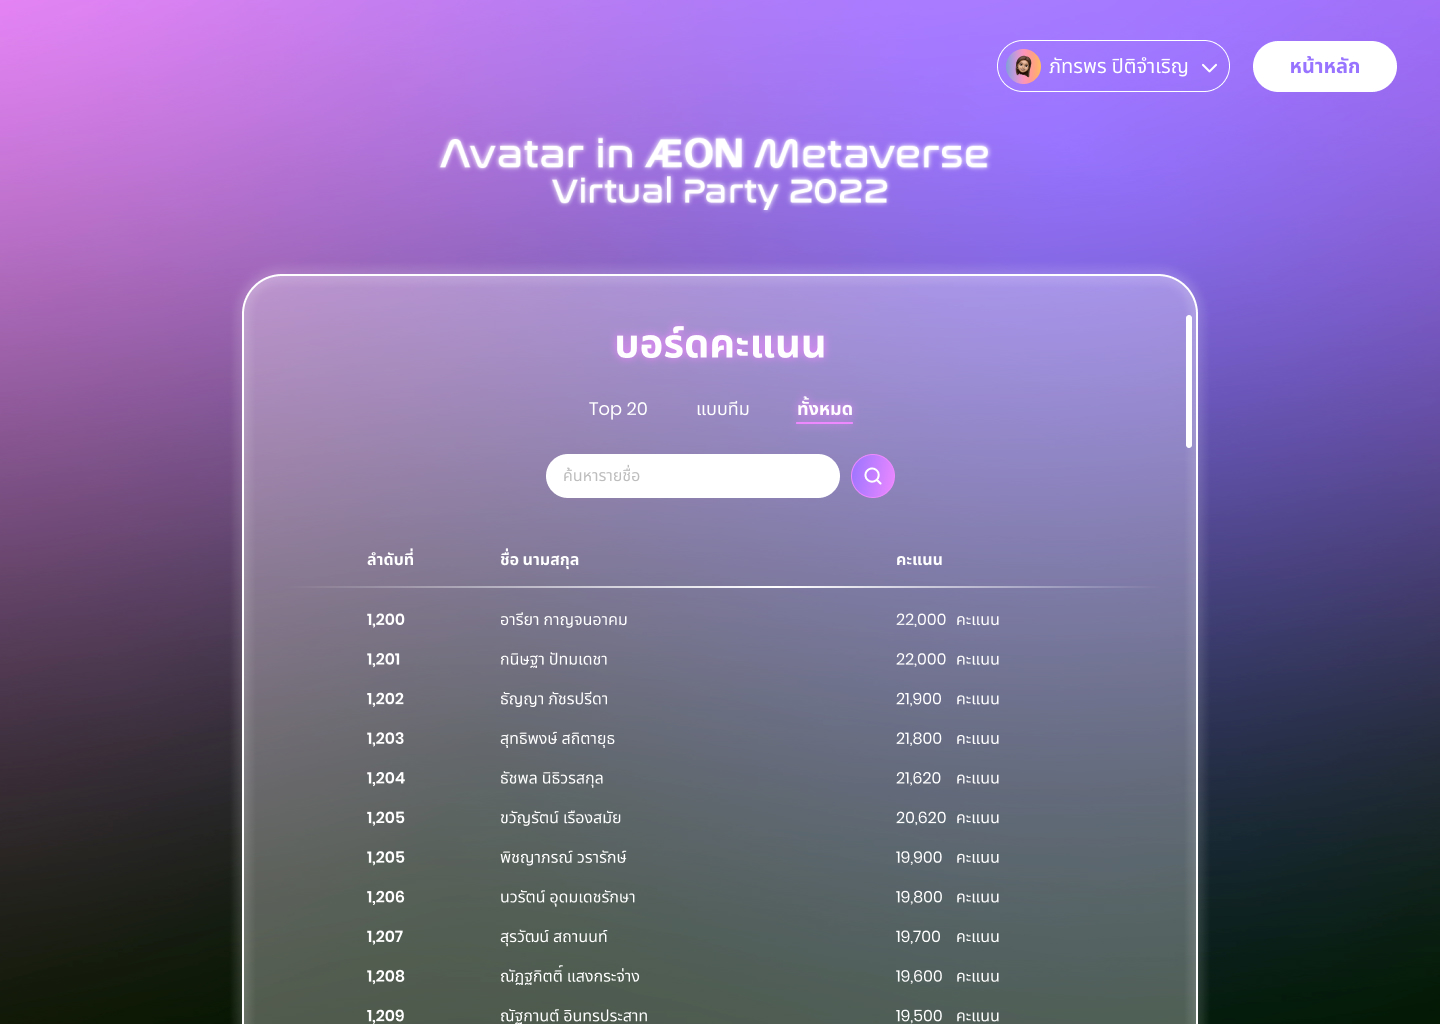 ภัทรพร ปิติจำเริญ
หน้าหลัก
Avatar in ÆON Metaverse
Virtual Party 2022
บอร์ดคะแนน
Top 20 แบบทีม ทั้งหมด
ค้นหารายชื่อ
ลำดับที่ ชื่อ นามสกุล คะแนน
1,200 อารียา กาญจนอาคม 22,000 คะแนน
1,201 กนิษฐา ปัทมเดชา 22,000 คะแนน
1,202 ธัญญา ภัชรปรีดา 21,900 คะแนน
1,203 สุทธิพงษ์ สถิตายุธ 21,800 คะแนน
1,204 ธัชพล นิธิวรสกุล 21,620 คะแนน
1,205 ขวัญรัตน์ เรืองสมัย 20,620 คะแนน
1,205 พิชญาภรณ์ วรารักษ์ 19,900 คะแนน
1,206 นวรัตน์ อุดมเดชรักษา 19,800 คะแนน
1,207 สุรวัฒน์ สถานนท์ 19,700 คะแนน
1,208 ณัฏฐกิตติ์ แสงกระจ่าง 19,600 คะแนน
1,209 ณัฐกานต์ อินทรประสาท 19,500 คะแนน